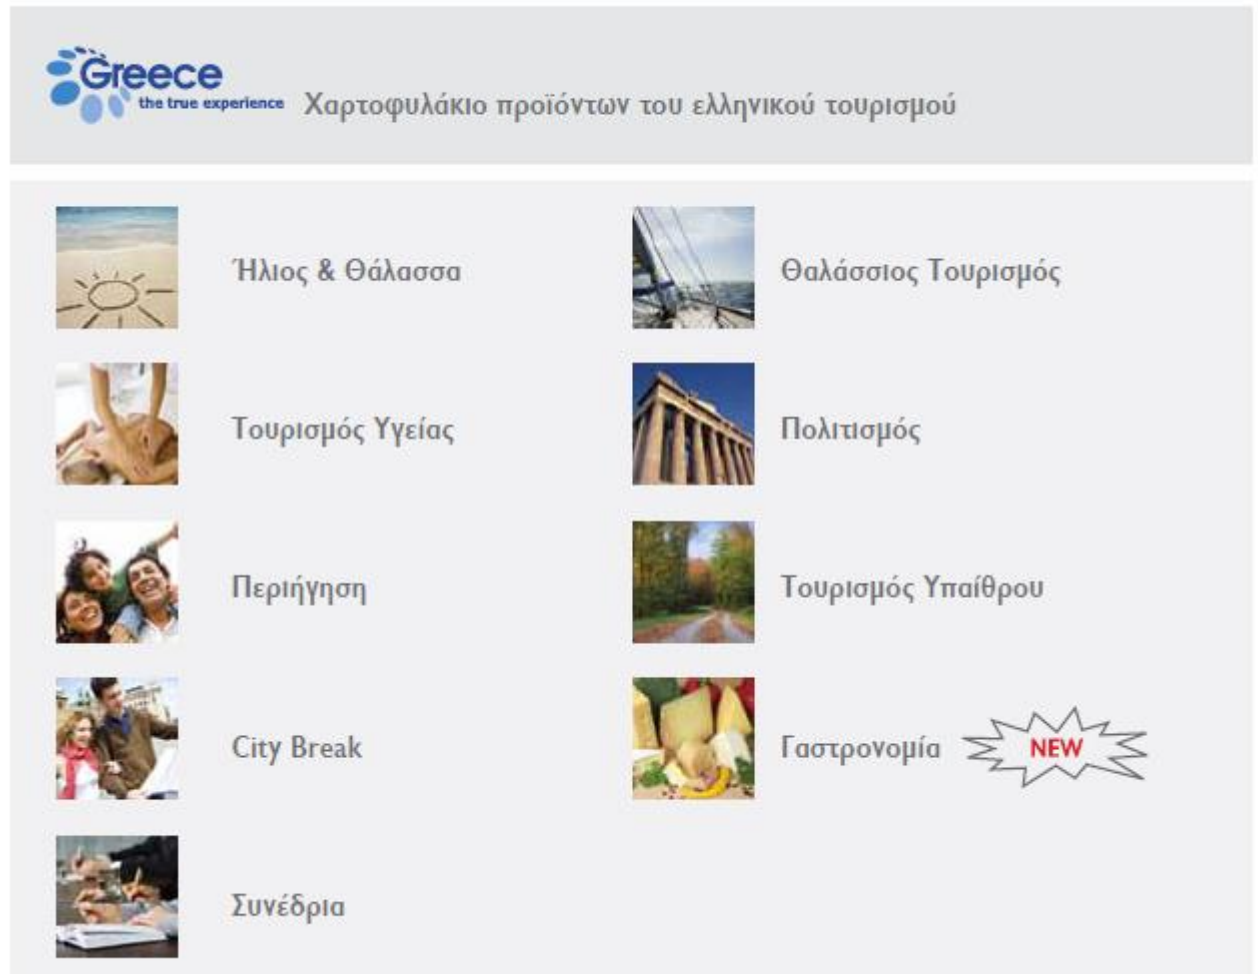 Greece
the true experience
Χαρτοφυλάκιο προϊόντων του ελληνικού τουρισμού
Ήλιος & Θάλασσα
Θαλάσσιος Τουρισμός
Τουρισμός Υγείας
Πολιτισμός
Περιήγηση
Τουρισμός Υπαίθρου
City Break
Γαστρονομία
NEW
Συνέδρια